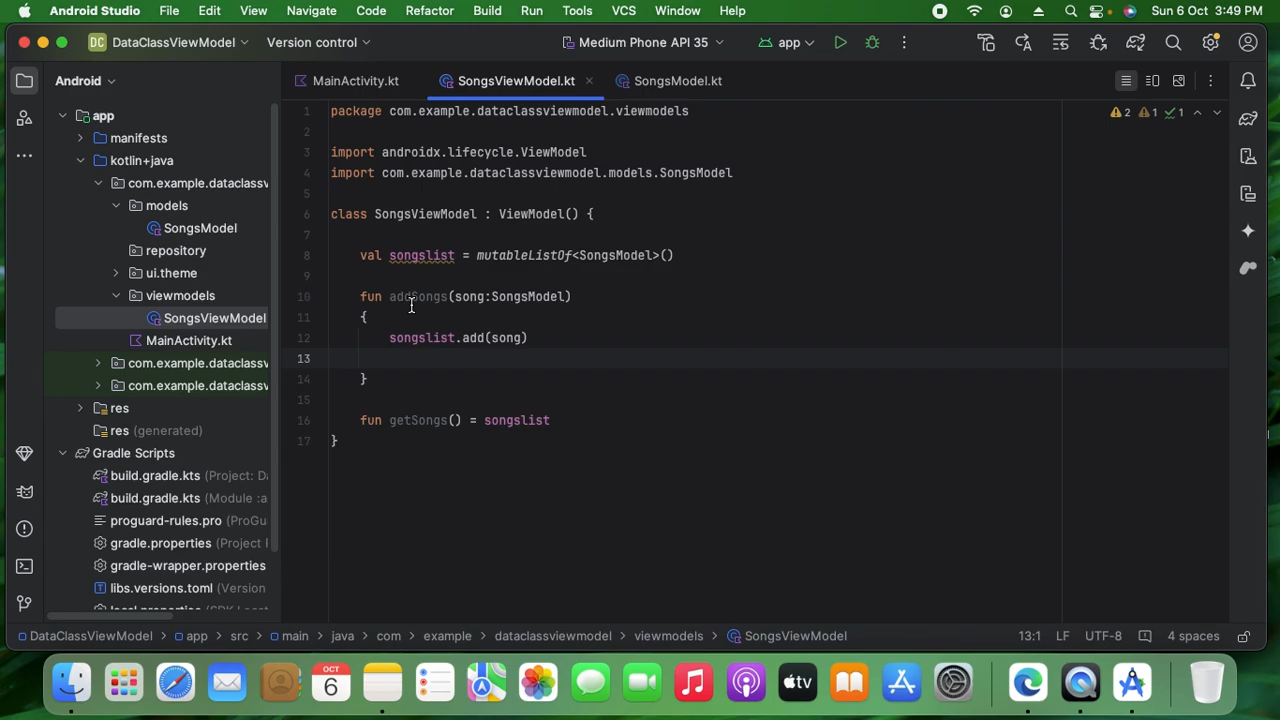 Android Studio File Edit View Navigate Code Refactor Build Run Tools VCS Window Help Sun 6 Oct 3:49 PM
DC DataClassViewModel Version control Medium Phone API 35 app
Android MainActivity.kt SongsViewModel.kt SongsModel.kt
app
manifests
kotlin+java
com.example.dataclassv
models
SongsModel
repository
ui.theme
viewmodels
SongsViewModel
MainActivity.kt
com.example.dataclassv
com.example.dataclassv
res
res (generated)
Gradle Scripts
build.gradle.kts (Project: Da
build.gradle.kts (Module :a
proguard-rules.pro (ProGu
gradle.properties (Project
gradle-wrapper.properties
libs.versions.toml (Version
local.properties (SDK
2 1 1
1 package com.example.dataclassviewmodel.viewmodels
2
3 import androidx.lifecycle.ViewModel
4 import com.example.dataclassviewmodel.models.SongsModel
5
6 class SongsViewModel : ViewModel() {
7
8 val songslist = mutableListOf<SongsModel>()
9
10 fun addSongs(song:SongsModel)
11 {
12 songslist.add(song)
13
14 }
15
16 fun getSongs() = songslist
17 }
DataClassViewModel app src main java com example dataclassviewmodel viewmodels SongsViewModel 13:1 LF UTF-8 4 spaces
OCT
6
tv